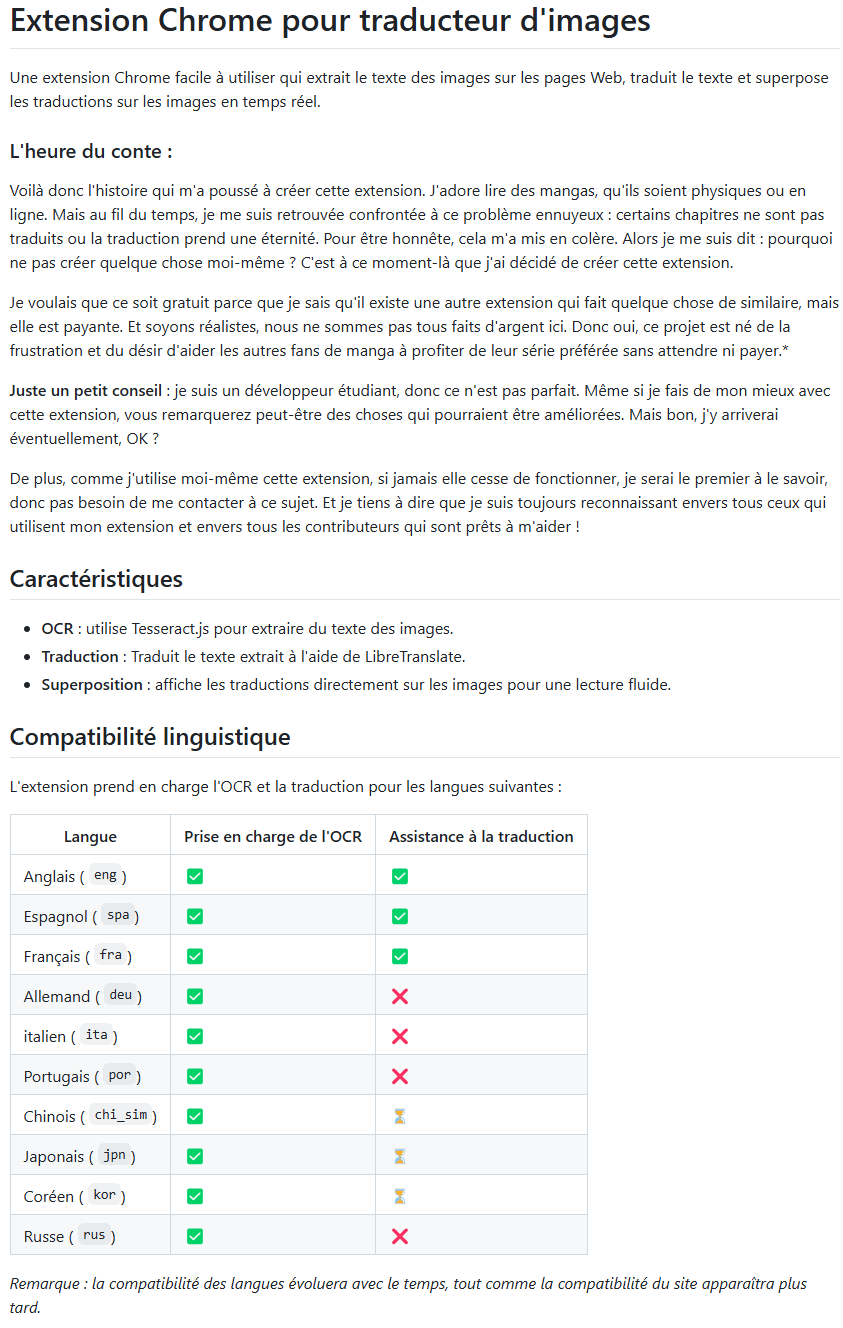 Extension Chrome pour traducteur d'images
Une extension Chrome facile à utiliser qui extrait le texte des images sur les pages Web, traduit le texte et superpose
les traductions sur les images en temps réel.
L'heure du conte :
Voilà donc l'histoire qui m'a poussé à créer cette extension. J'adore lire des mangas, qu'ils soient physiques ou en
ligne. Mais au fil du temps, je me suis retrouvée confrontée à ce problème ennuyeux : certains chapitres ne sont pas
traduits ou la traduction prend une éternité. Pour être honnête, cela m'a mis en colère. Alors je me suis dit : pourquoi
ne pas créer quelque chose moi-même ? C'est à ce moment-là que j'ai décidé de créer cette extension.
Je voulais que ce soit gratuit parce que je sais qu'il existe une autre extension qui fait quelque chose de similaire, mais
elle est payante. Et soyons réalistes, nous ne sommes pas tous faits d'argent ici. Donc oui, ce projet est né de la
frustration et du désir d'aider les autres fans de manga à profiter de leur série préférée sans attendre ni payer.*
Juste un petit conseil : je suis un développeur étudiant, donc ce n'est pas parfait. Même si je fais de mon mieux avec
cette extension, vous remarquerez peut-être des choses qui pourraient être améliorées. Mais bon, j'y arriverai
éventuellement, OK ?
De plus, comme j'utilise moi-même cette extension, si jamais elle cesse de fonctionner, je serai le premier à le savoir,
donc pas besoin de me contacter à ce sujet. Et je tiens à dire que je suis toujours reconnaissant envers tous ceux qui
utilisent mon extension et envers tous les contributeurs qui sont prêts à m'aider !
Caractéristiques
• OCR : utilise Tesseract.js pour extraire du texte des images.
• Traduction : Traduit le texte extrait à l'aide de LibreTranslate.
• Superposition : affiche les traductions directement sur les images pour une lecture fluide.
Compatibilité linguistique
L'extension prend en charge l'OCR et la traduction pour les langues suivantes :
Langue Prise en charge de l'OCR Assistance à la traduction
Anglais ( eng ) ✅ ✅
Espagnol ( spa ) ✅ ✅
Français ( fra ) ✅ ✅
Allemand ( deu ) ✅ ❌
italien ( ita ) ✅ ❌
Portugais ( por ) ✅ ❌
Chinois ( chi_sim ) ✅ ⏳
Japonais ( jpn ) ✅ ⏳
Coréen ( kor ) ✅ ⏳
Russe ( rus ) ✅ ❌
Remarque : la compatibilité des langues évoluera avec le temps, tout comme la compatibilité du site apparaîtra plus
tard.